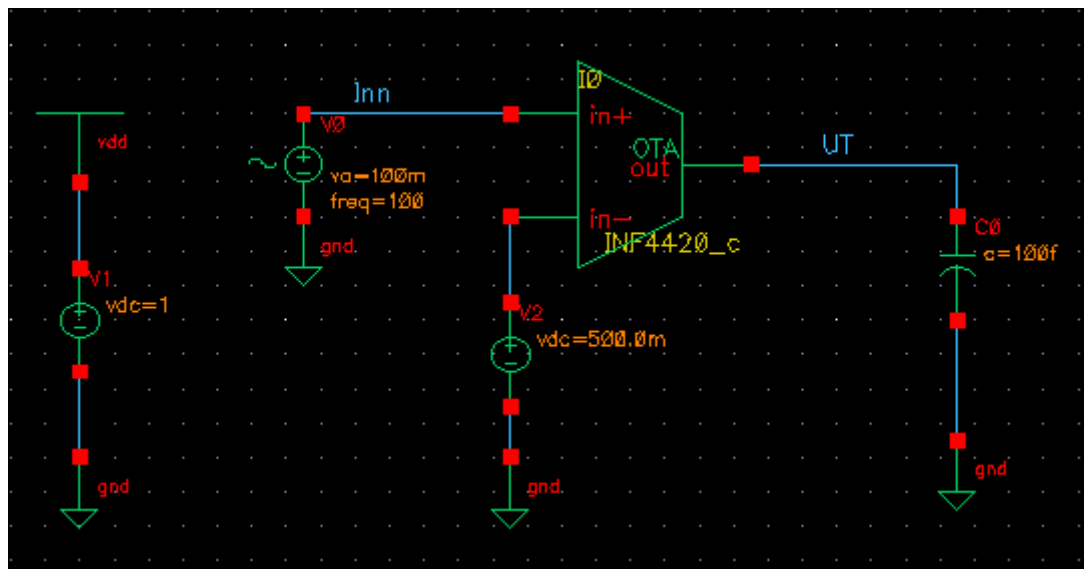 Inn
vdd
V0
va=100m
freq=100
gnd
V1
vdc=1
gnd
I0
in+
OTA
out
in-
INF4420_c
UT
V2
vdc=500.0m
gnd
C0
c=100f
gnd